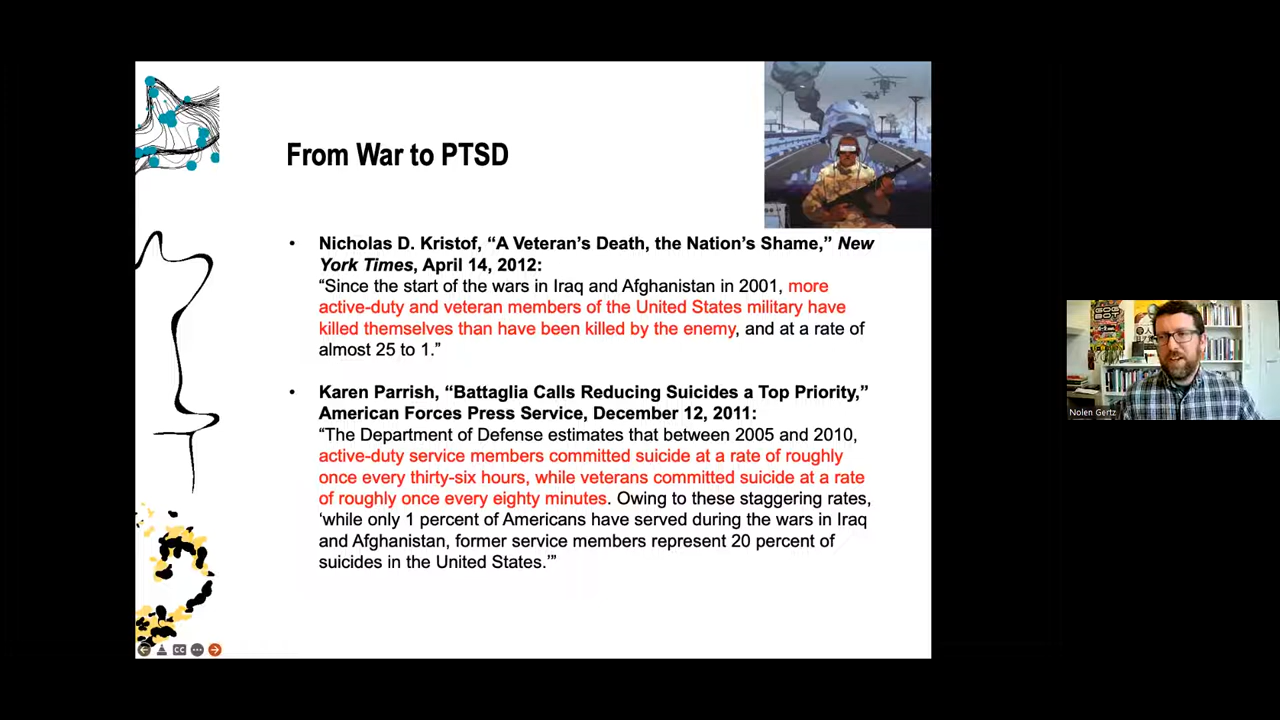 From War to PTSD
• Nicholas D. Kristof, “A Veteran’s Death, the Nation’s Shame,” New
York Times, April 14, 2012:
“Since the start of the wars in Iraq and Afghanistan in 2001, more
active-duty and veteran members of the United States military have
killed themselves than have been killed by the enemy, and at a rate of
almost 25 to 1.”
• Karen Parrish, “Battaglia Calls Reducing Suicides a Top Priority,”
American Forces Press Service, December 12, 2011:
“The Department of Defense estimates that between 2005 and 2010,
active-duty service members committed suicide at a rate of roughly
once every thirty-six hours, while veterans committed suicide at a rate
of roughly once every eighty minutes. Owing to these staggering rates,
‘while only 1 percent of Americans have served during the wars in Iraq
and Afghanistan, former service members represent 20 percent of
suicides in the United States.’”
CC
Nolen Gertz